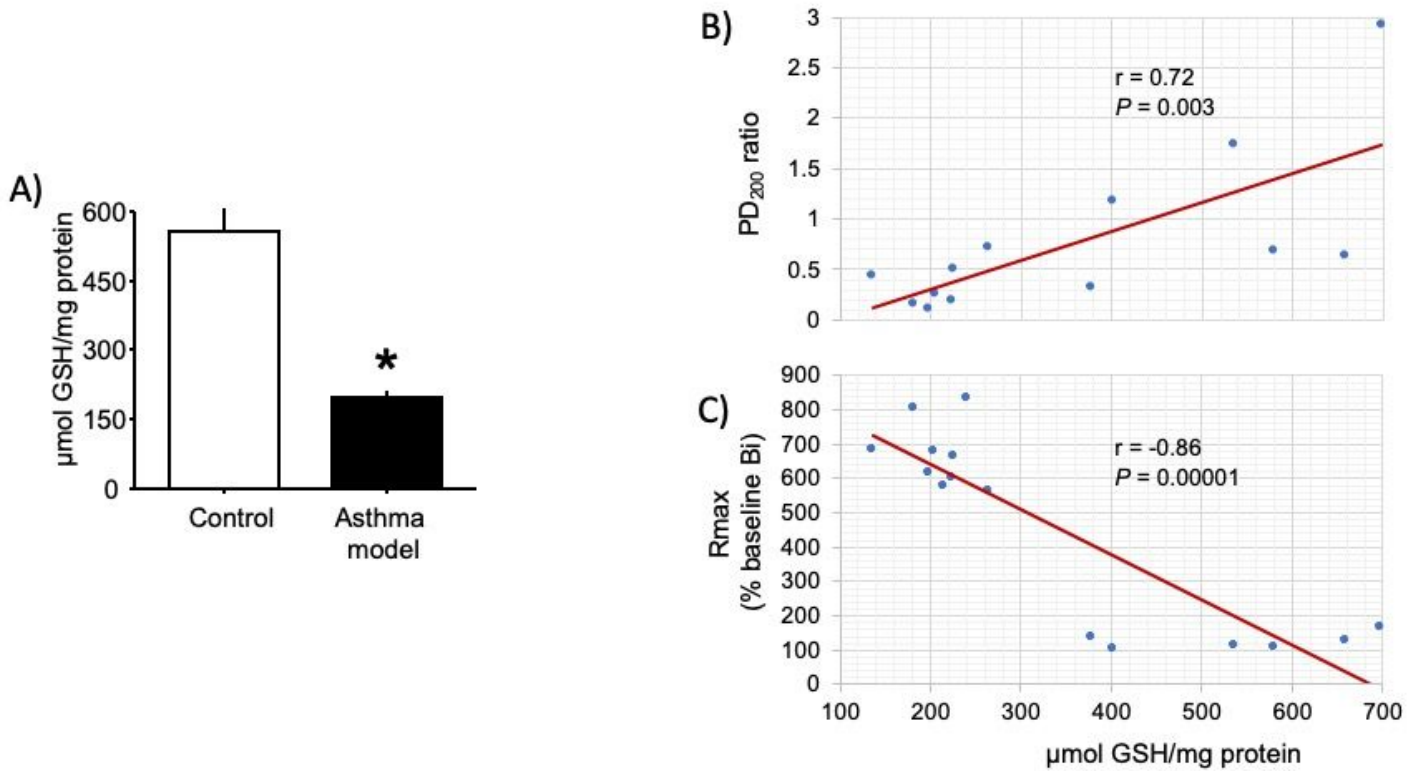 A)
µmol GSH/mg protein
600
450
300
150
0
*
Control
Asthma
model
B)
PD₂₀₀ ratio
3
2.5
2
1.5
1
0.5
0
r = 0.72
P = 0.003
C)
Rmax
(% baseline Bi)
900
800
700
600
500
400
300
200
100
0
r = -0.86
P = 0.00001
100 200 300 400 500 600 700
µmol GSH/mg protein